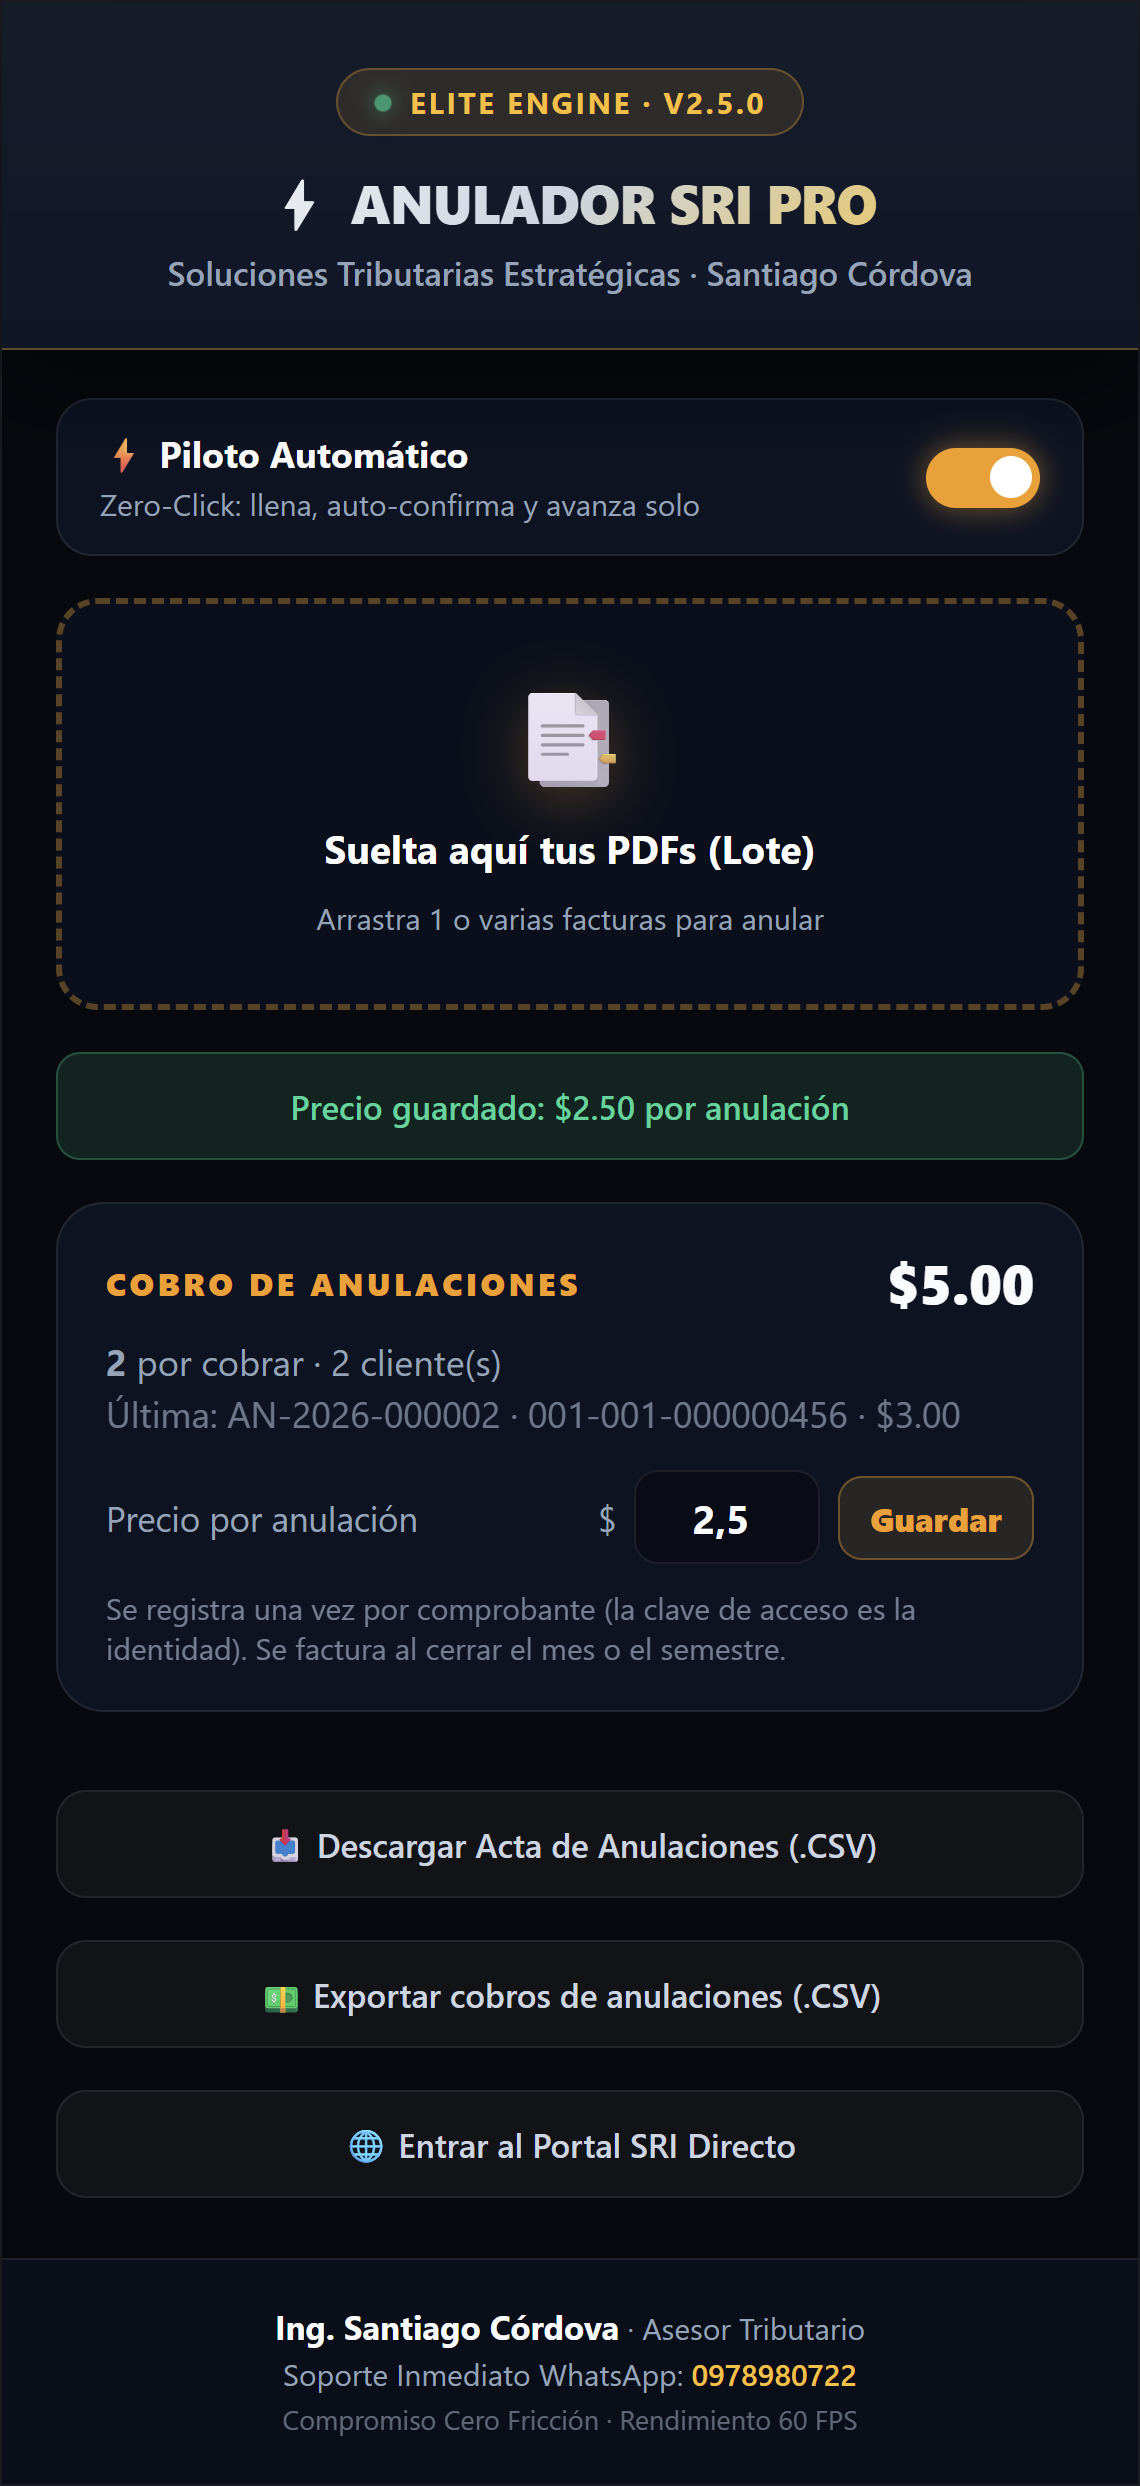 ELITE ENGINE · V2.5.0
ANULADOR SRI PRO
Soluciones Tributarias Estratégicas · Santiago Córdova
Piloto Automático
Zero-Click: llena, auto-confirma y avanza solo
Suelta aquí tus PDFs (Lote)
Arrastra 1 o varias facturas para anular
Precio guardado: $2.50 por anulación
COBRO DE ANULACIONES $5.00
2 por cobrar · 2 cliente(s)
Última: AN-2026-000002 · 001-001-000000456 · $3.00
Precio por anulación $ 2,5 Guardar
Se registra una vez por comprobante (la clave de acceso es la
identidad). Se factura al cerrar el mes o el semestre.
Descargar Acta de Anulaciones (.CSV)
Exportar cobros de anulaciones (.CSV)
Entrar al Portal SRI Directo
Ing. Santiago Córdova · Asesor Tributario
Soporte Inmediato WhatsApp: 0978980722
Compromiso Cero Fricción · Rendimiento 60 FPS